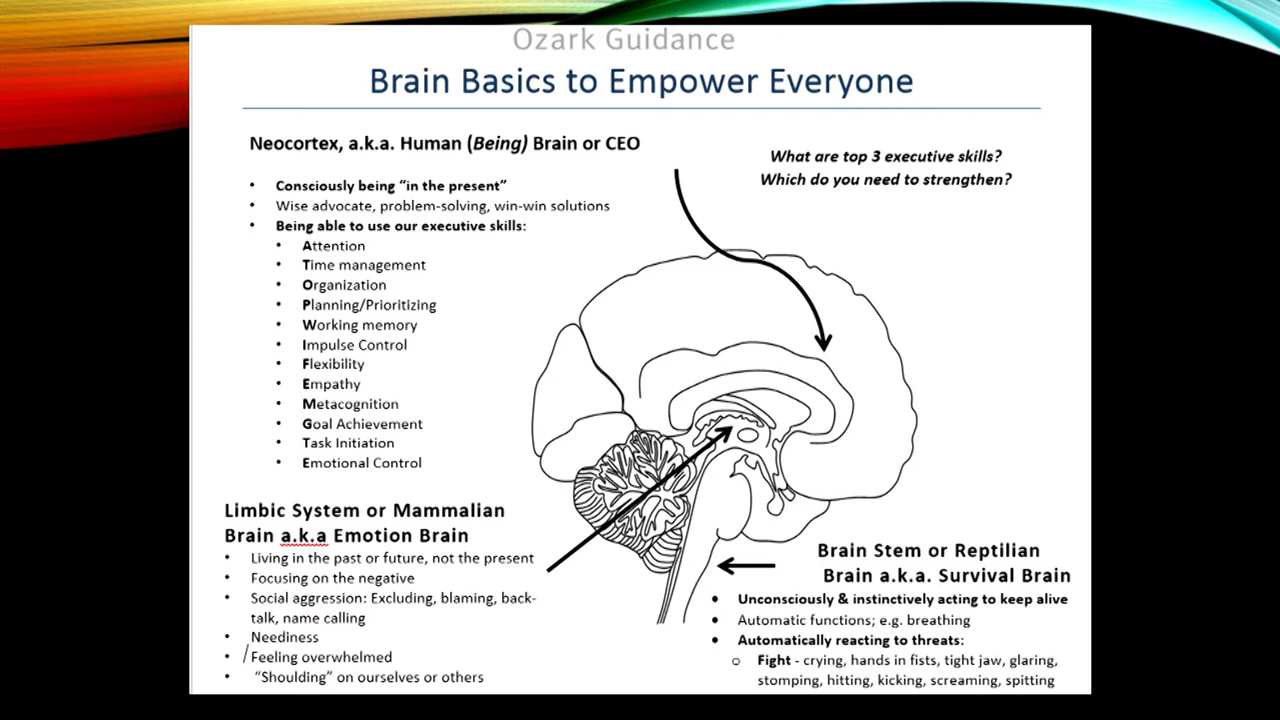 Ozark Guidance
Brain Basics to Empower Everyone
Neocortex, a.k.a. Human (Being) Brain or CEO
What are top 3 executive skills?
Which do you need to strengthen?
• Consciously being “in the present”
• Wise advocate, problem-solving, win-win solutions
• Being able to use our executive skills:
• Attention
• Time management
• Organization
• Planning/Prioritizing
• Working memory
• Impulse Control
• Flexibility
• Empathy
• Metacognition
• Goal Achievement
• Task Initiation
• Emotional Control
Limbic System or Mammalian
Brain a.k.a Emotion Brain
• Living in the past or future, not the present
• Focusing on the negative
• Social aggression: Excluding, blaming, back-
talk, name calling
• Neediness
• /Feeling overwhelmed
• “Shoulding” on ourselves or others
Brain Stem or Reptilian
Brain a.k.a. Survival Brain
• Unconsciously & instinctively acting to keep alive
• Automatic functions; e.g. breathing
• Automatically reacting to threats:
o Fight - crying, hands in fists, tight jaw, glaring,
stomping, hitting, kicking, screaming, spitting